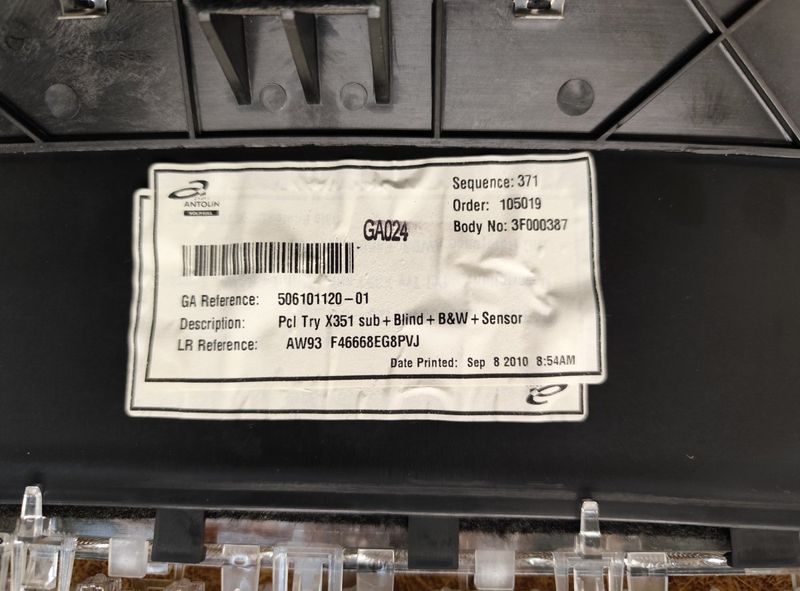 ANTOLIN
Sequence: 371
Order: 105019
Body No: 3F000387
GA024
GA Reference: 506101120-01
Description: Pcl Try X351 sub+Blind+B&W+Sensor
LR Reference: AW93 F46668EG8PVJ
Date Printed: Sep 8 2010 8:54AM